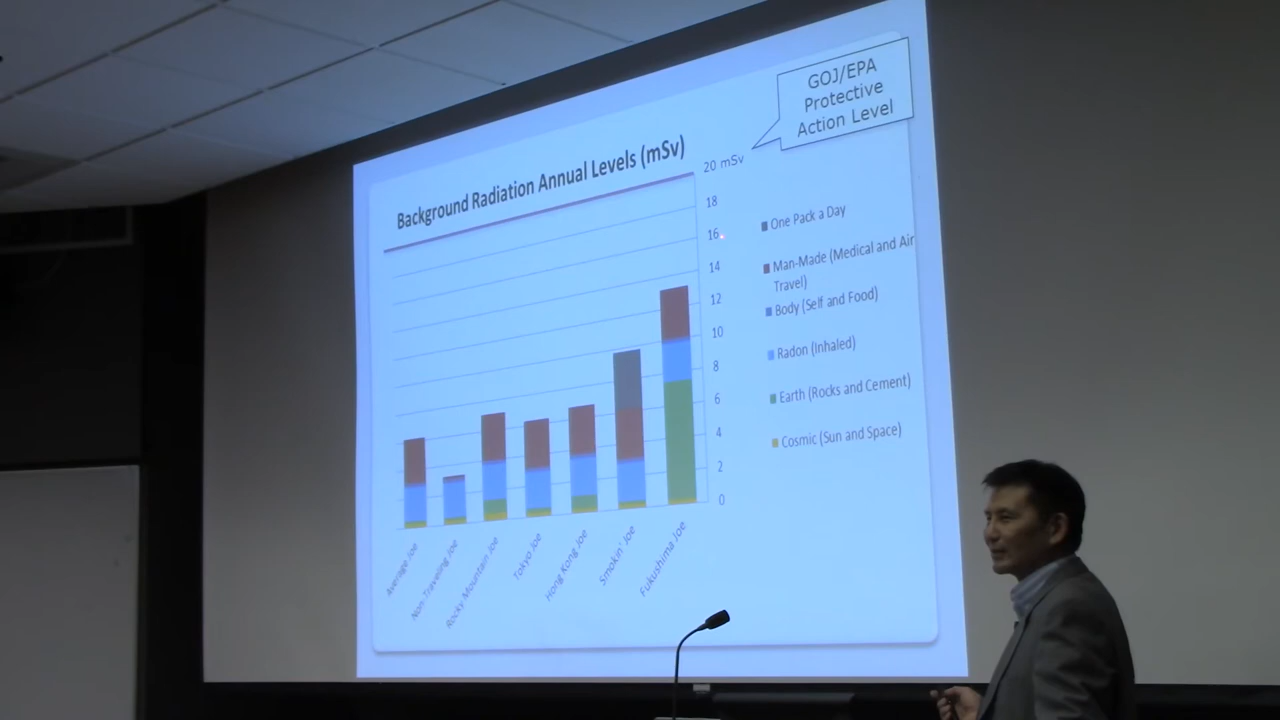 GOJ/EPA
Protective
Action Level
Background Radiation Annual Levels (mSv)
20 mSv
18
16
14
12
10
8
6
4
2
0
One Pack a Day
Man-Made (Medical and Air
Travel)
Body (Self and Food)
Radon (Inhaled)
Earth (Rocks and Cement)
Cosmic (Sun and Space)
Average Joe
Non-Traveling Joe
Rocky Mountain Joe
Tokyo Joe
Hong Kong Joe
Smokin' Joe
Fukushima Joe